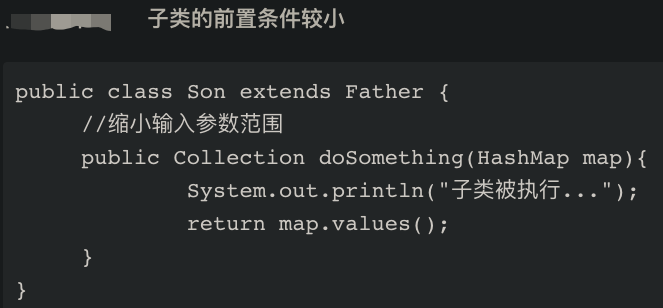 子类的前置条件较小
public class Son extends Father {
//缩小输入参数范围
public Collection doSomething(HashMap map){
System.out.println("子类被执行...");
return map.values();
}
}